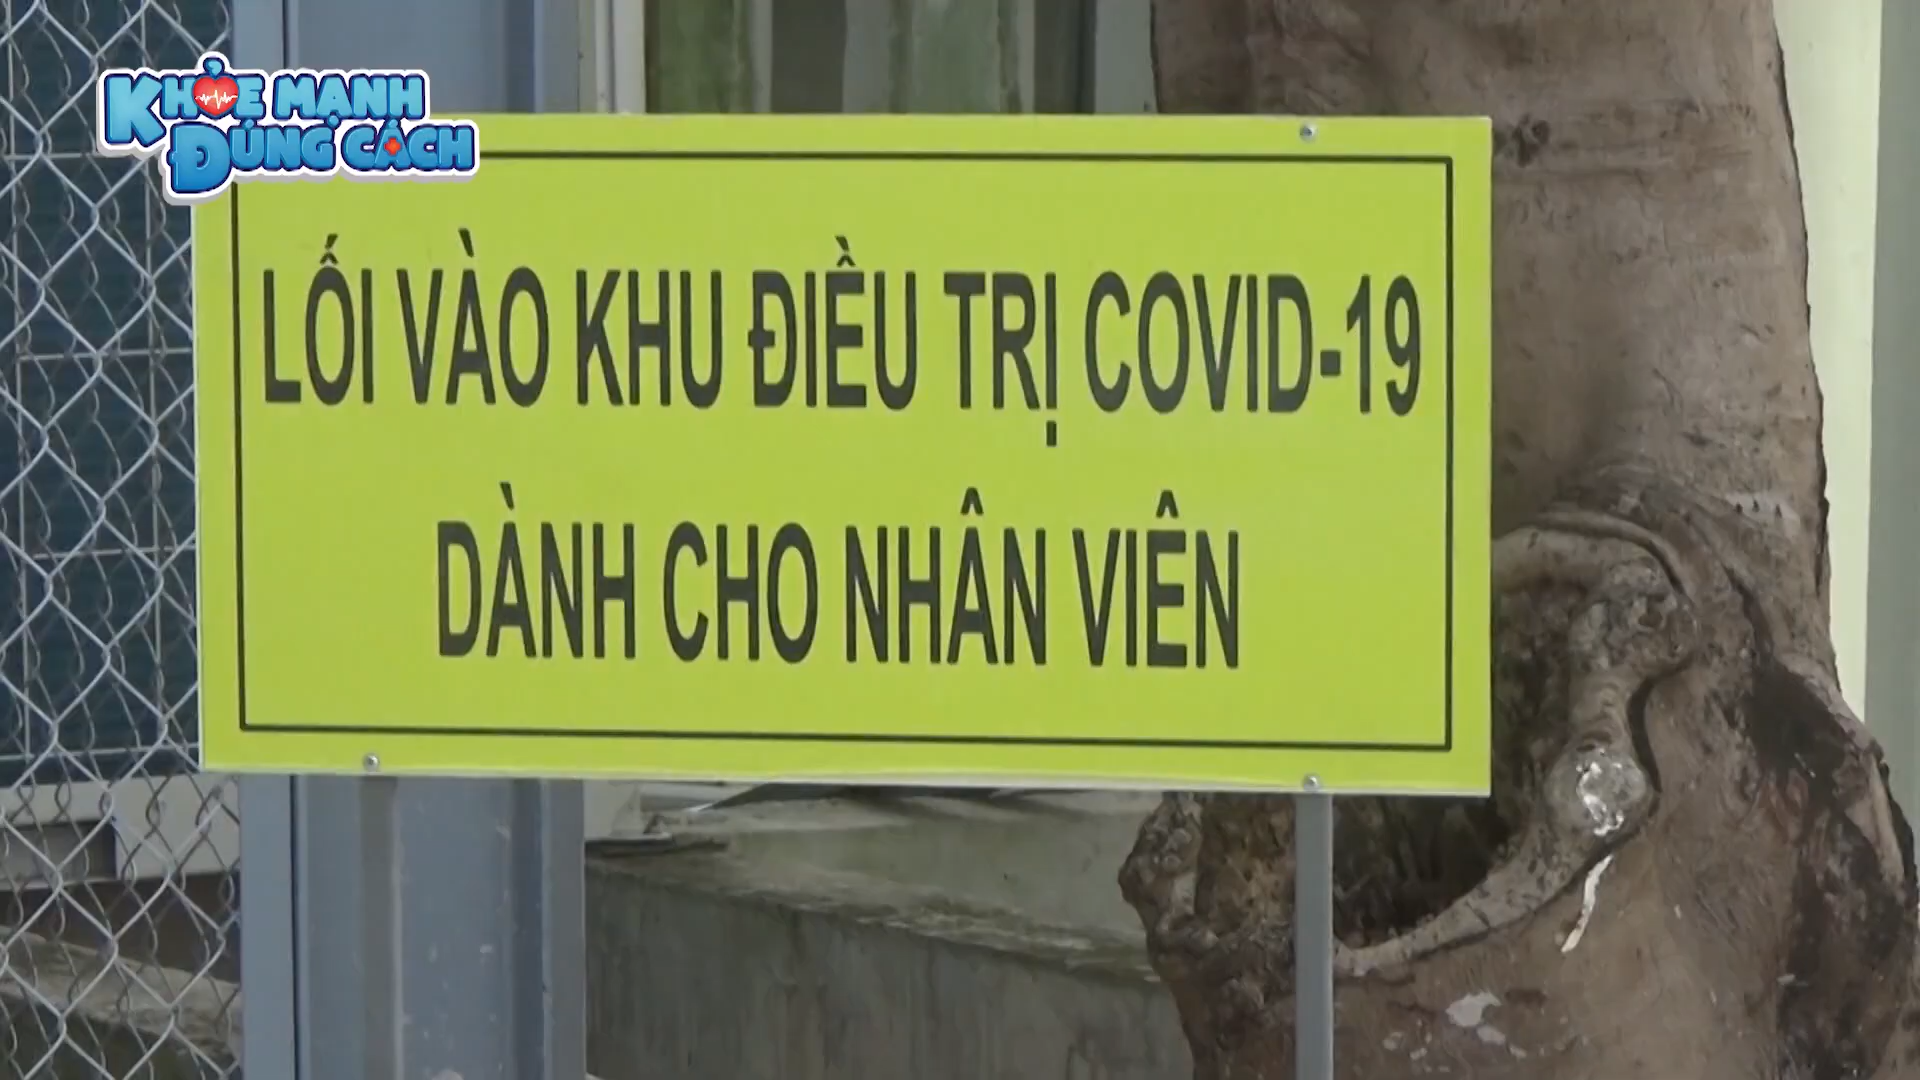 KHỎE MẠNH
ĐÚNG CÁCH
LỐI VÀO KHU ĐIỀU TRỊ COVID-19
DÀNH CHO NHÂN VIÊN